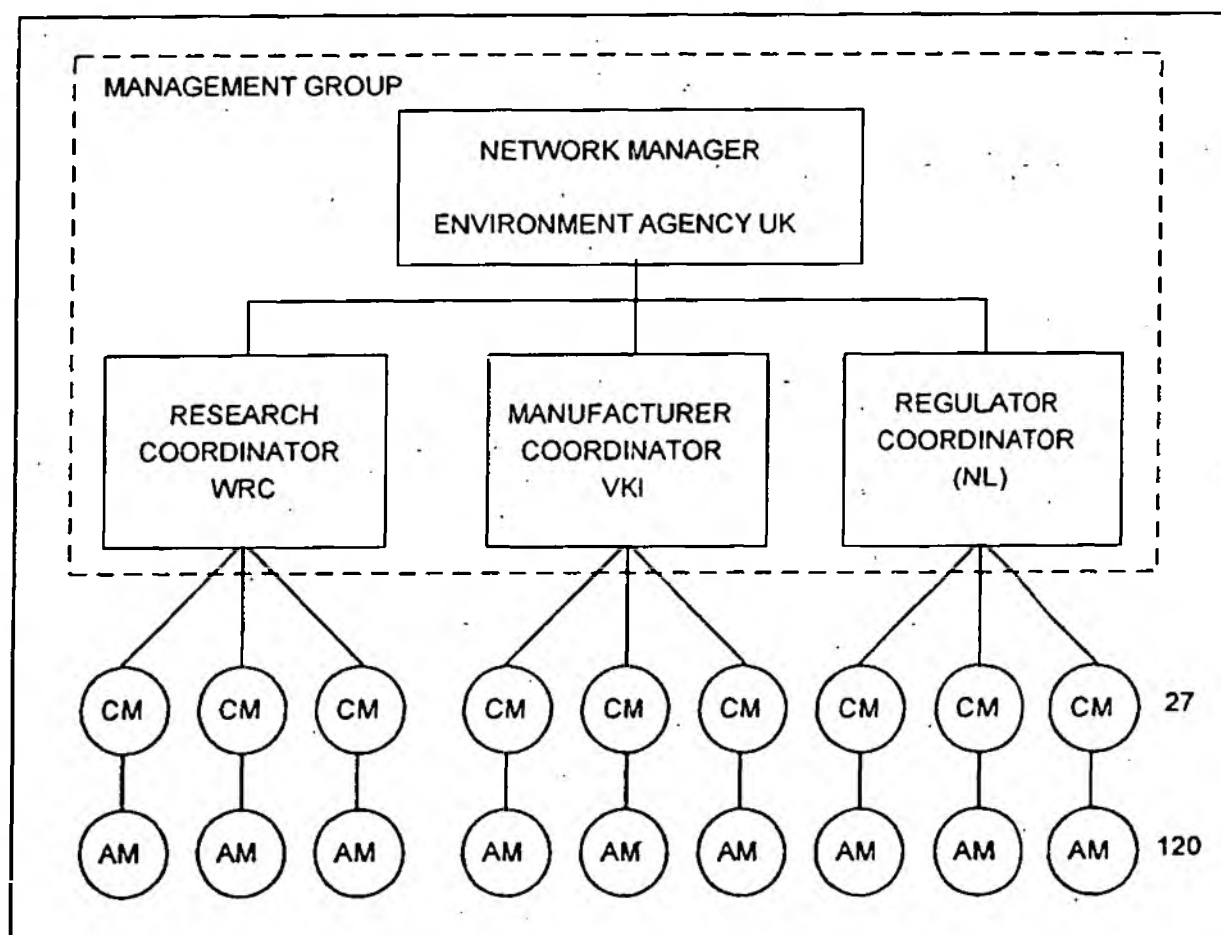 MANAGEMENT GROUP
NETWORK MANAGER
ENVIRONMENT AGENCY UK
RESEARCH
COORDINATOR
WRC
MANUFACTURER
COORDINATOR
VKI
REGULATOR
COORDINATOR
(NL)
CM CM CM CM CM CM CM CM CM 27
AM AM AM AM AM AM AM AM AM 120